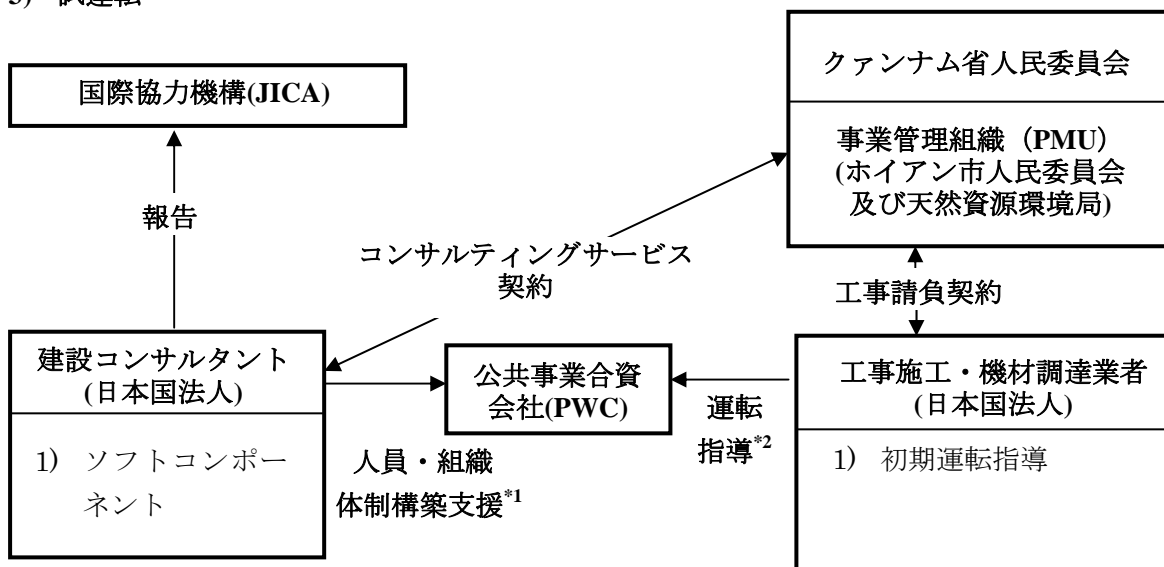 国際協力機構(JICA)
クァンナム省人民委員会
事業管理組織（PMU）
(ホイアン市人民委員会
及び天然資源環境局)
報告
コンサルティングサービス
契約
工事請負契約
建設コンサルタント
(日本国法人)
1) ソフトコンポー
ネント
公共事業合資
会社(PWC)
人員・組織
体制構築支援*1
運転
指導*2
工事施工・機材調達業者
(日本国法人)
1) 初期運転指導